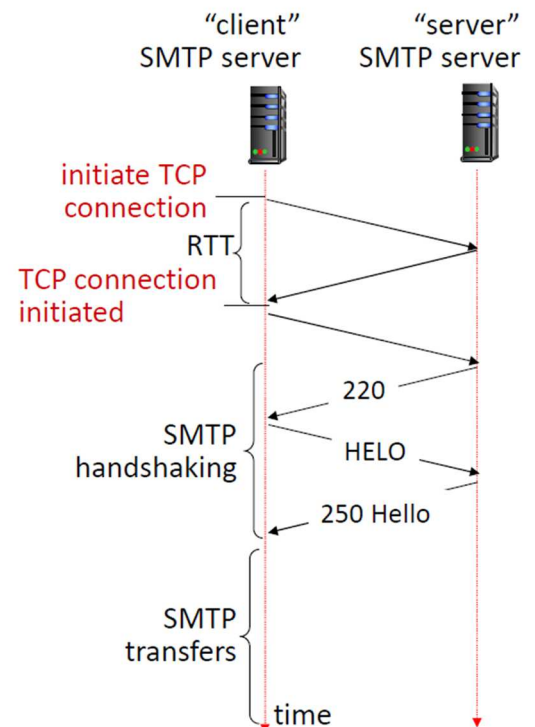 “client”
SMTP server
“server”
SMTP server
initiate TCP
connection
RTT
TCP connection
initiated
220
SMTP
handshaking
HELO
250 Hello
SMTP
transfers
time